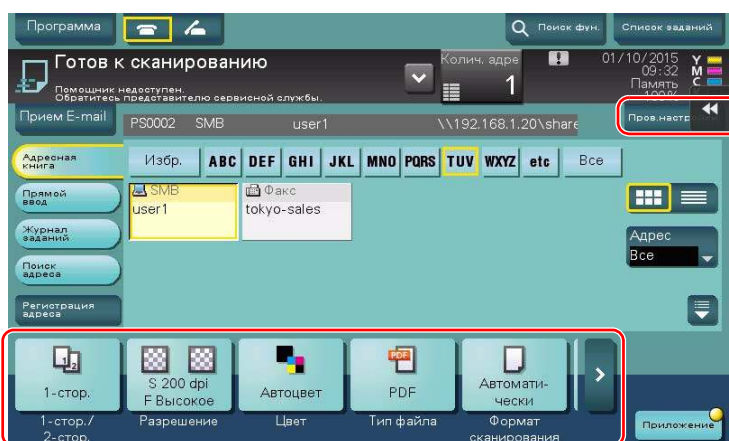 Программа
Поиск фун.
Список заданий
Готов к сканированию
Помощник недоступен.
Обратитесь представителю сервисной службы.
Колич. адре
1
01/10/2015
09:32
Память
100%
Y
M
C
K
Прием E-mail
PS0002 SMB user1 \\192.168.1.20\share
Пров.настр
Адресная книга
Избр. ABC DEF GHI JKL MNO PQRS TUV WXYZ etc Все
SMB
user1
Факс
tokyo-sales
Прямой ввод
Журнал заданий
Поиск адреса
Регистрация адреса
Адрес
Все
1-стор.
1-стор./
2-стор.
S 200 dpi
F Высокое
Разрешение
Автоцвет
Цвет
PDF
PDF
Тип файла
Автомати-
чески
Формат
сканирования
Приложение